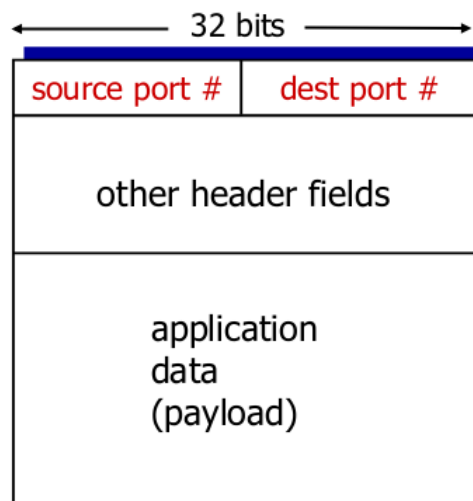 32 bits
source port #
dest port #
other header fields
application
data
(payload)